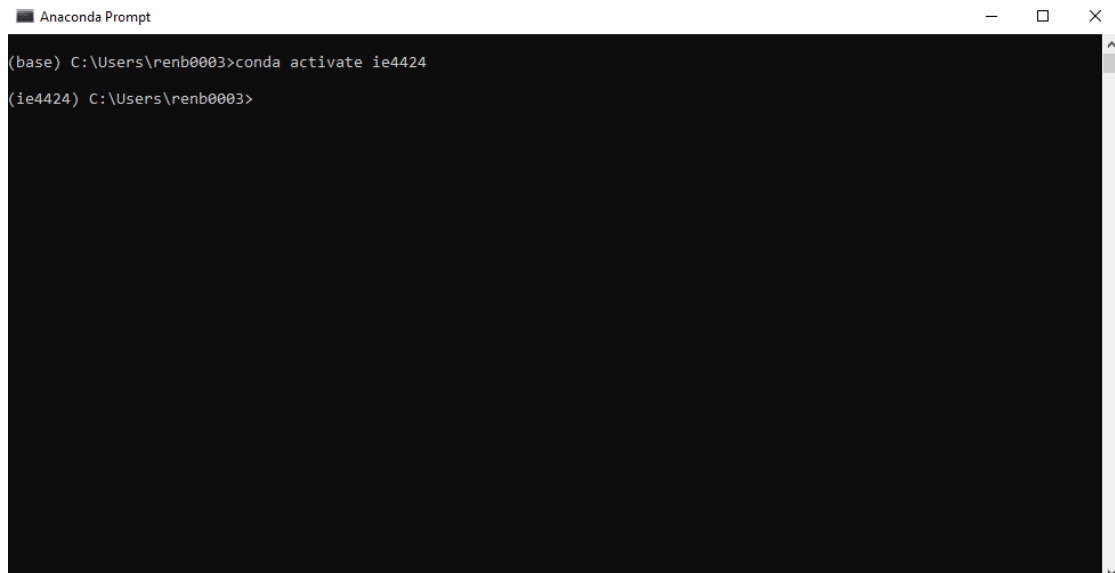 Anaconda Prompt
(base) C:\Users\renb0003>conda activate ie4424
(ie4424) C:\Users\renb0003>